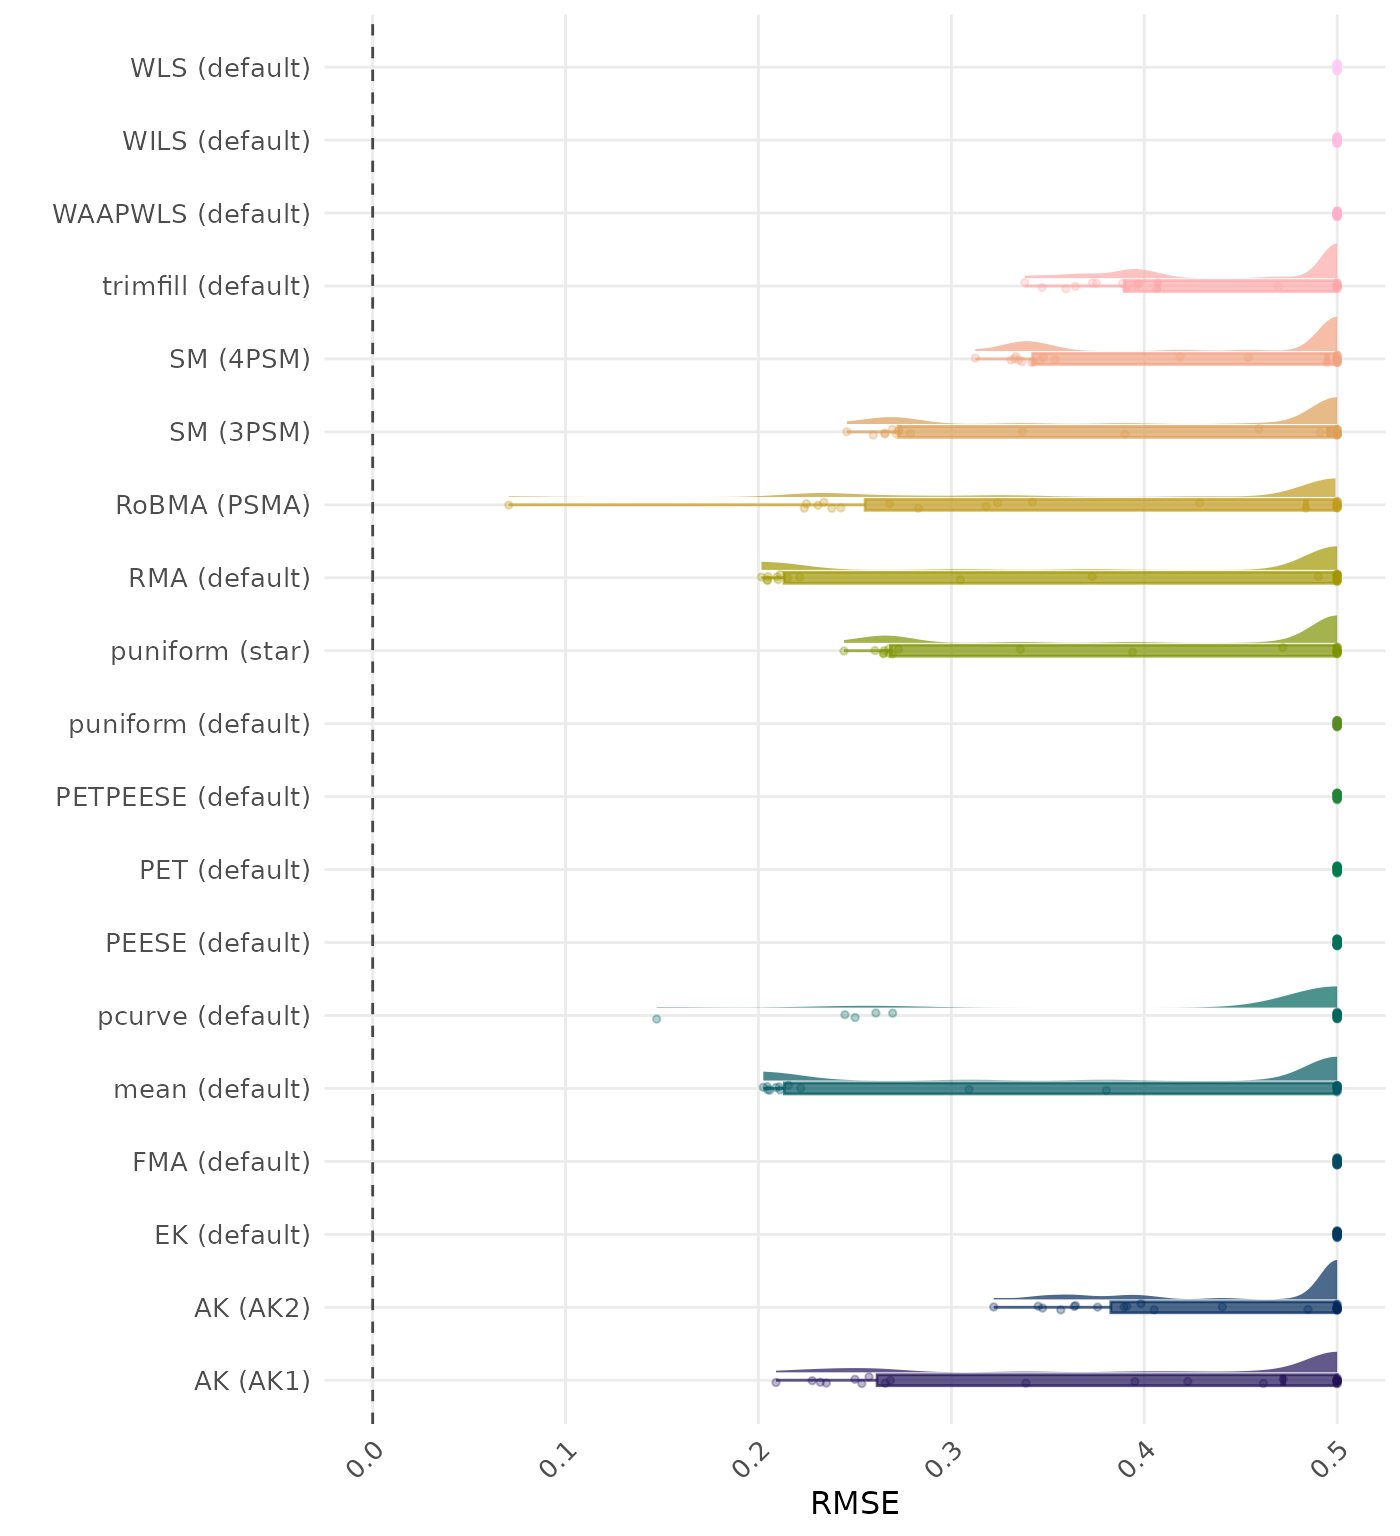 WLS (default)
WILS (default)
WAAPWLS (default)
trimfill (default)
SM (4PSM)
SM (3PSM)
RoBMA (PSMA)
RMA (default)
puniform (star)
puniform (default)
PETPEESE (default)
PET (default)
PEESE (default)
pcurve (default)
mean (default)
FMA (default)
EK (default)
AK (AK2)
AK (AK1)
0.0 0.1 0.2 0.3 0.4 0.5
RMSE